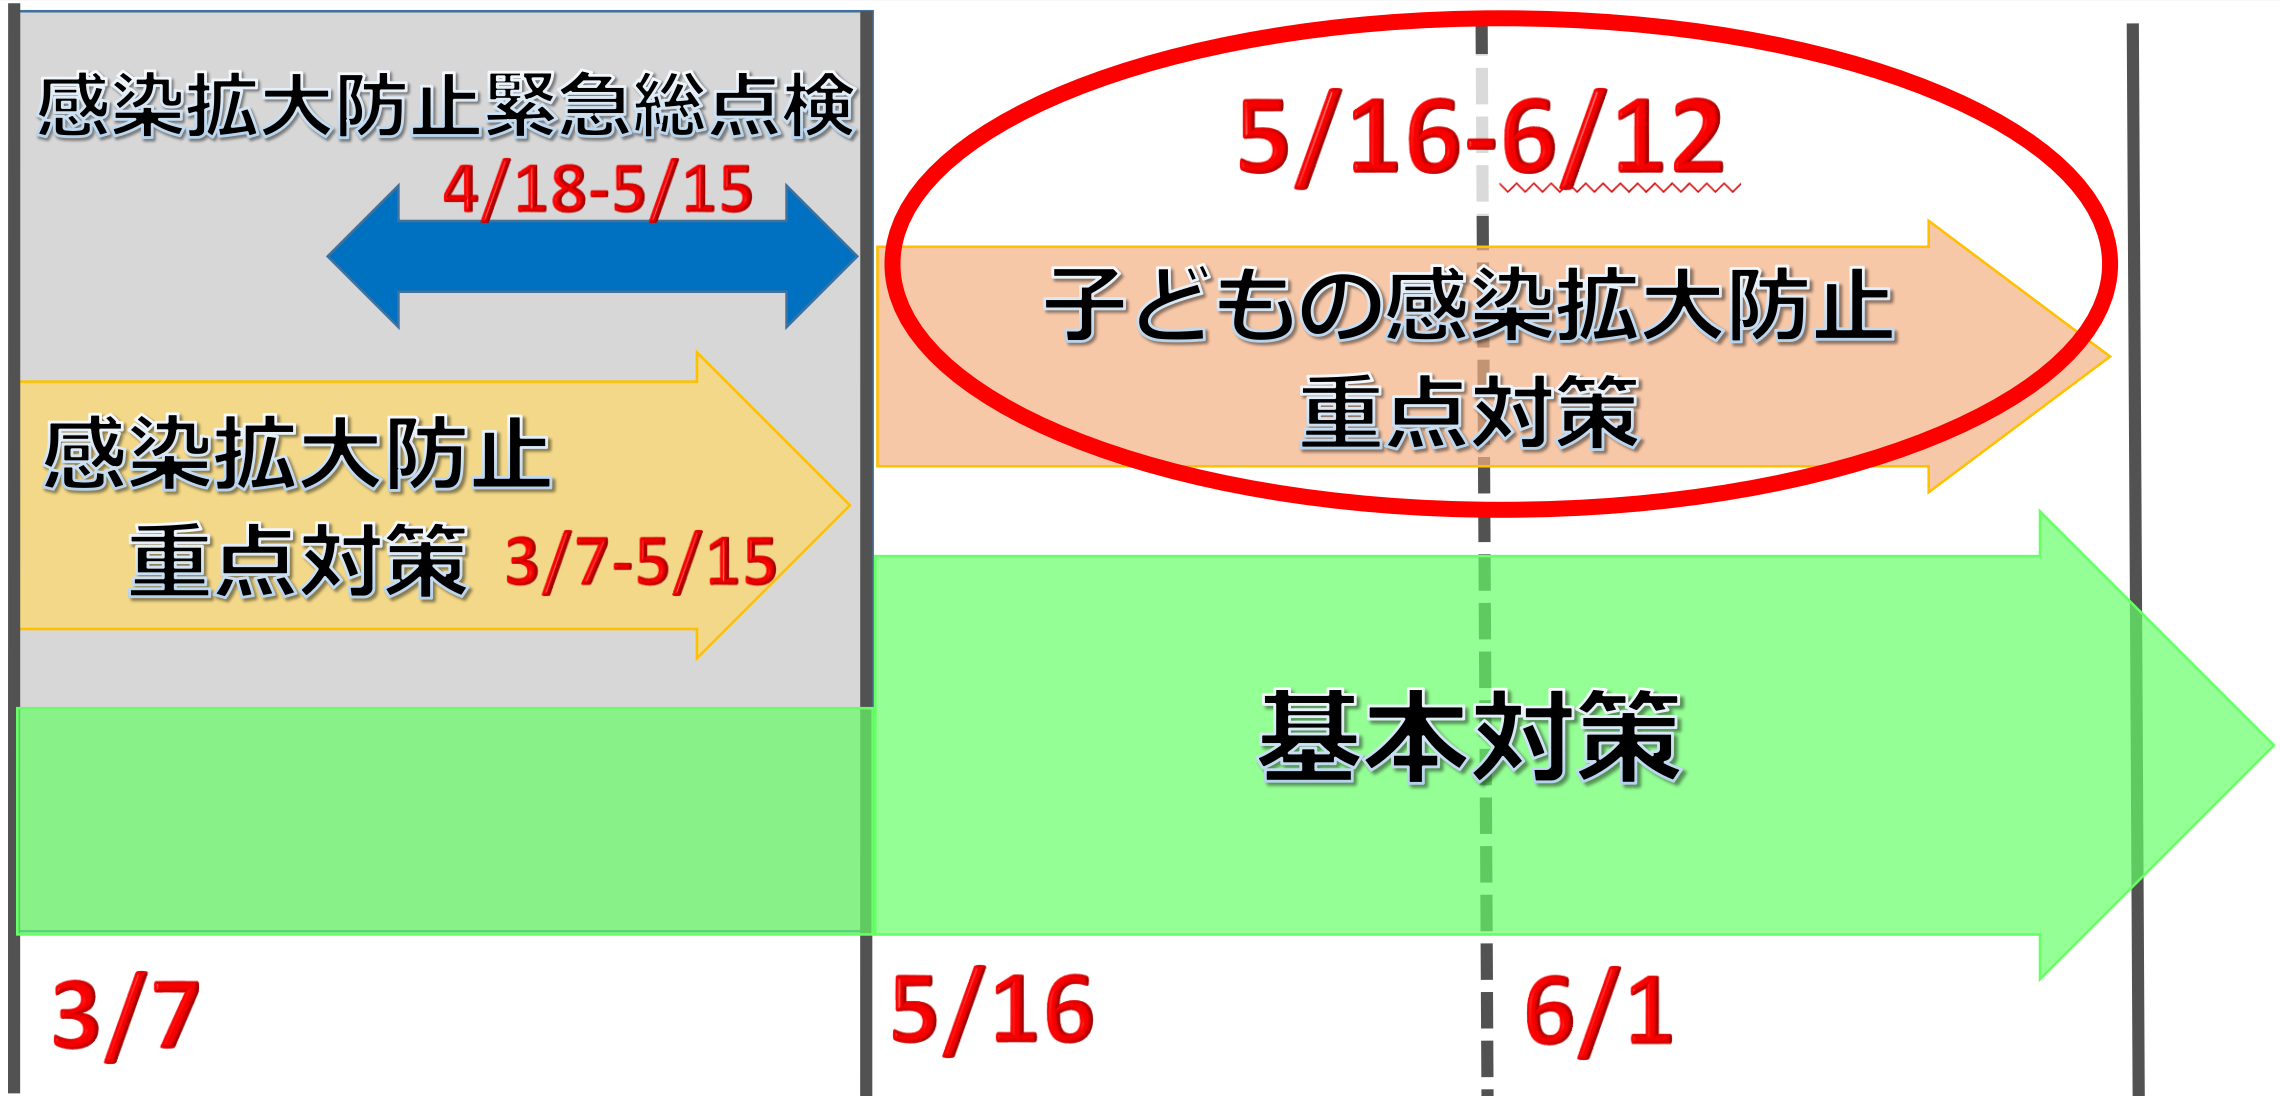 感染拡大防止緊急総点検
4/18-5/15
感染拡大防止
重点対策 3/7-5/15
5/16-6/12
子どもの感染拡大防止
重点対策
基本対策
3/7
5/16
6/1